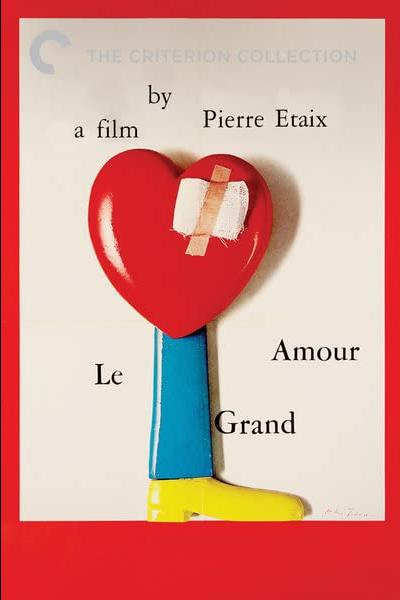 THE CRITERION COLLECTION
by
a film Pierre Etaix
Le Amour
Grand